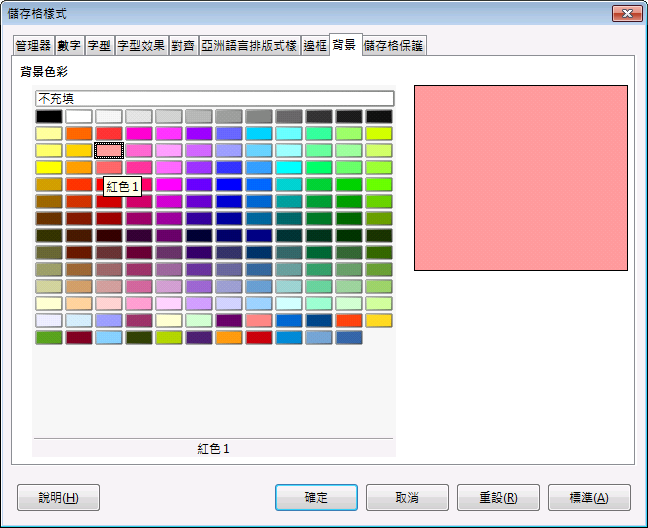 儲存格樣式
管理器 數字 字型 字型效果 對齊 亞洲語言排版式樣 邊框 背景 儲存格保護
背景色彩
不充填
紅色 1
紅色 1
說明(H) 確定 取消 重設(R) 標準(A)